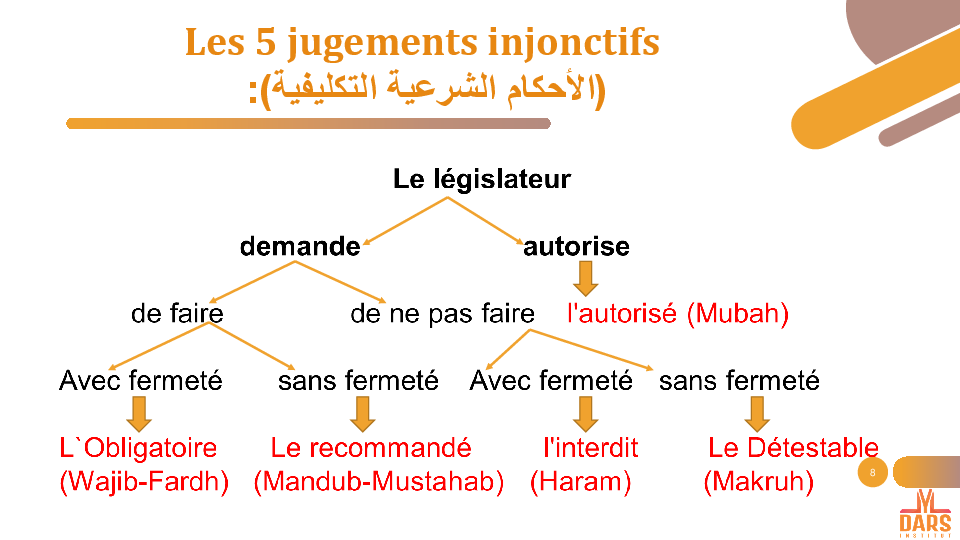 Les 5 jugements injonctifs
(الأحكام الشرعية التكليفية):
Le législateur
demande autorise
de faire de ne pas faire l'autorisé (Mubah)
Avec fermeté sans fermeté Avec fermeté sans fermeté
L`Obligatoire Le recommandé l'interdit Le Détestable
(Wajib-Fardh) (Mandub-Mustahab) (Haram) (Makruh)
8
DARS
INSTITUT